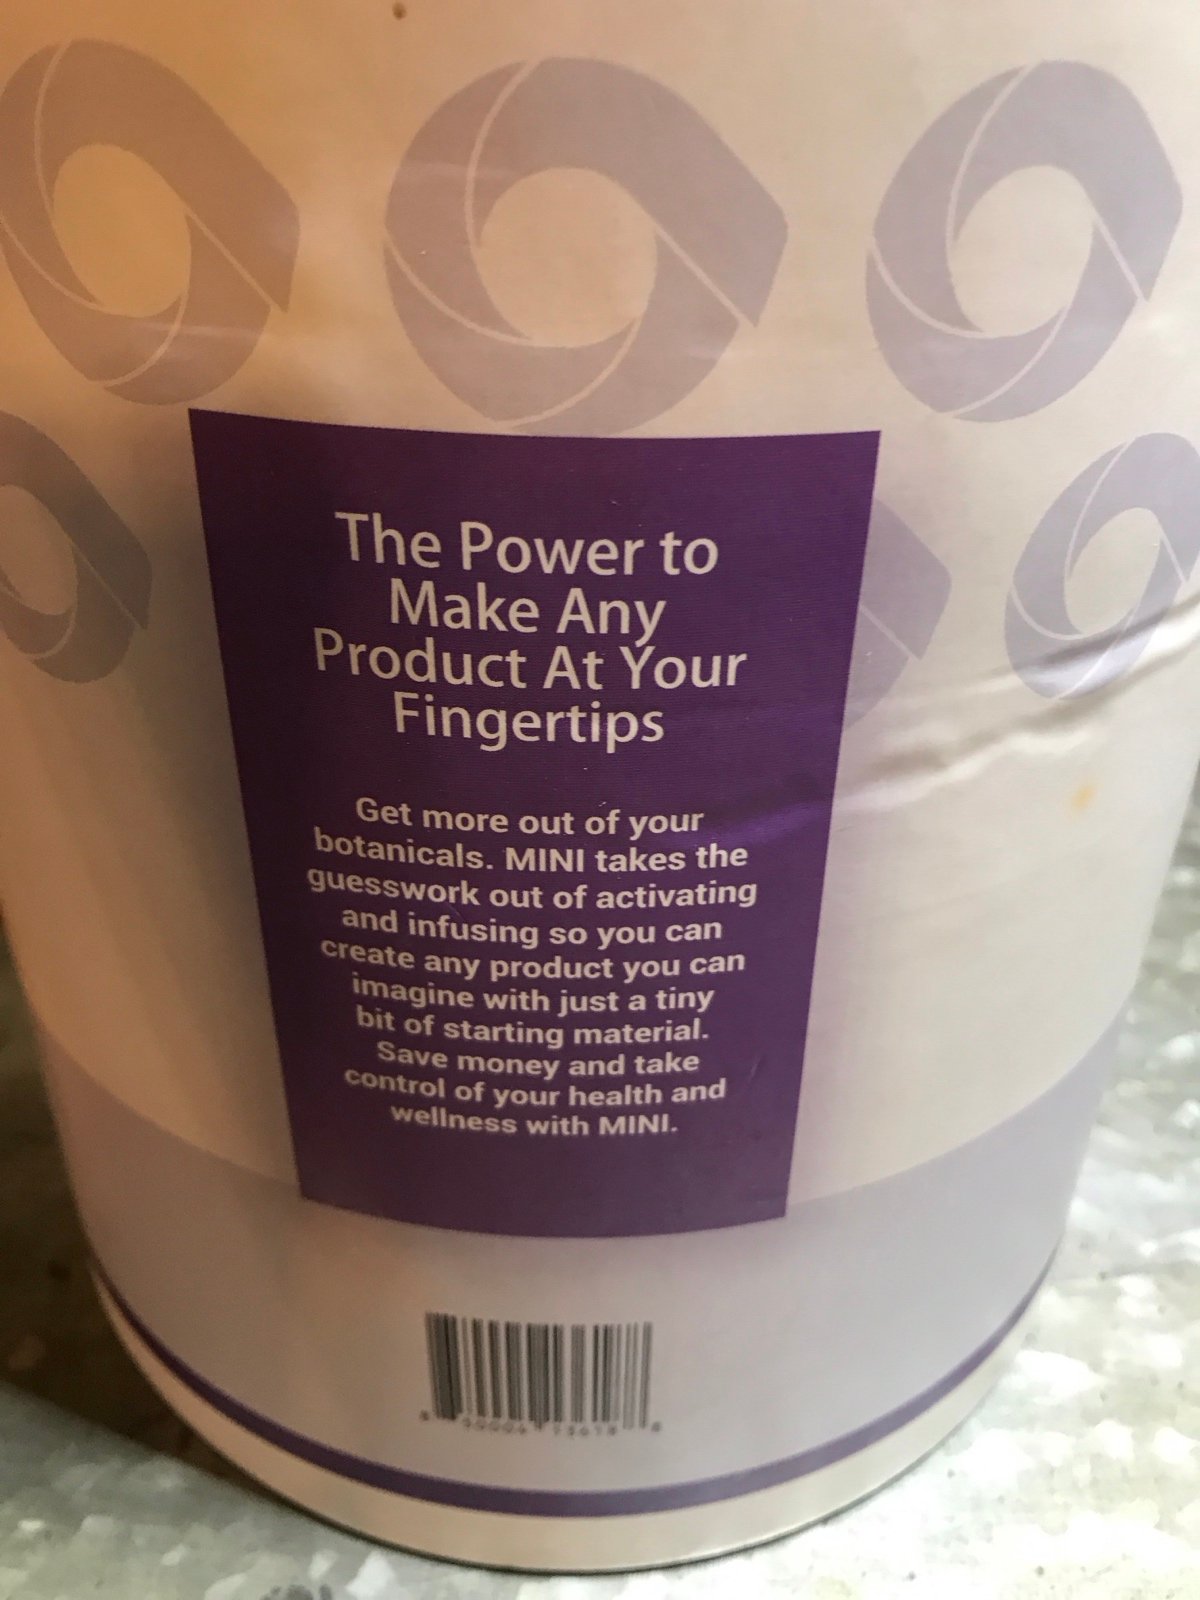 The Power to
Make Any
Product At Your
Fingertips
Get more out of your
botanicals. MINI takes the
guesswork out of activating
and infusing so you can
create any product you can
imagine with just a tiny
bit of starting material.
Save money and take
control of your health and
wellness with MINI.